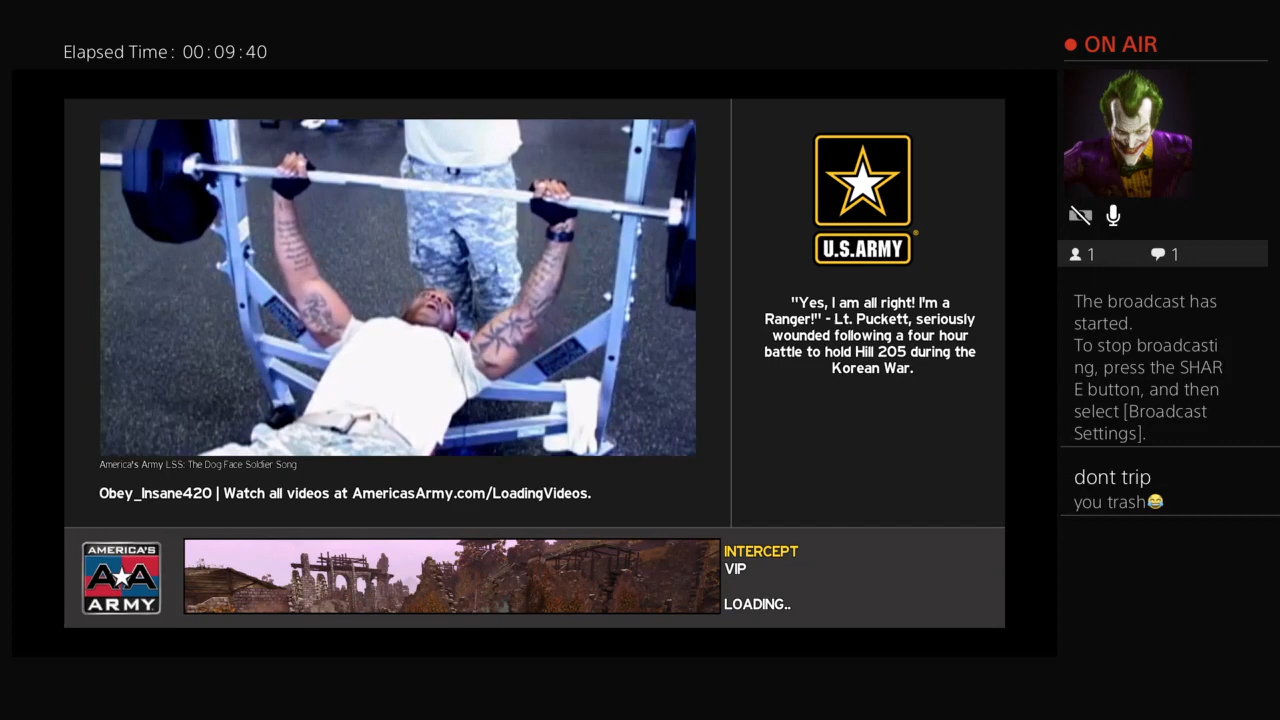 Elapsed Time: 00:09:40
ON AIR
U.S.ARMY
1
1
"Yes, I am all right! I'm a
Ranger!" - Lt. Puckett, seriously
wounded following a four hour
battle to hold Hill 205 during the
Korean War.
The broadcast has
started.
To stop broadcasti
ng, press the SHAR
E button, and then
select [Broadcast
Settings].
dont trip
you trash😂
America's Army LSS: The Dog Face Soldier Song
Obey_Insane420 | Watch all videos at AmericasArmy.com/LoadingVideos.
AMERICA'S
AA
ARMY
INTERCEPT
VIP
LOADING..